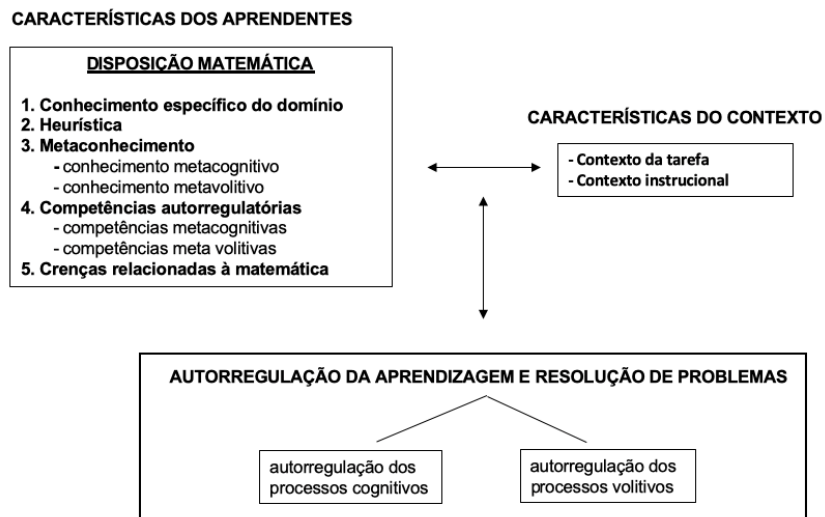 CARACTERÍSTICAS DOS APRENDENTES
DISPOSIÇÃO MATEMÁTICA
1. Conhecimento específico do domínio
2. Heurística
3. Metaconhecimento
- conhecimento metacognitivo
- conhecimento metavolitivo
4. Competências autorregulatórias
- competências metacognitivas
- competências meta volitivas
5. Crenças relacionadas à matemática
CARACTERÍSTICAS DO CONTEXTO
- Contexto da tarefa
- Contexto instrucional
AUTORREGULAÇÃO DA APRENDIZAGEM E RESOLUÇÃO DE PROBLEMAS
autorregulação dos
processos cognitivos
autorregulação dos
processos volitivos